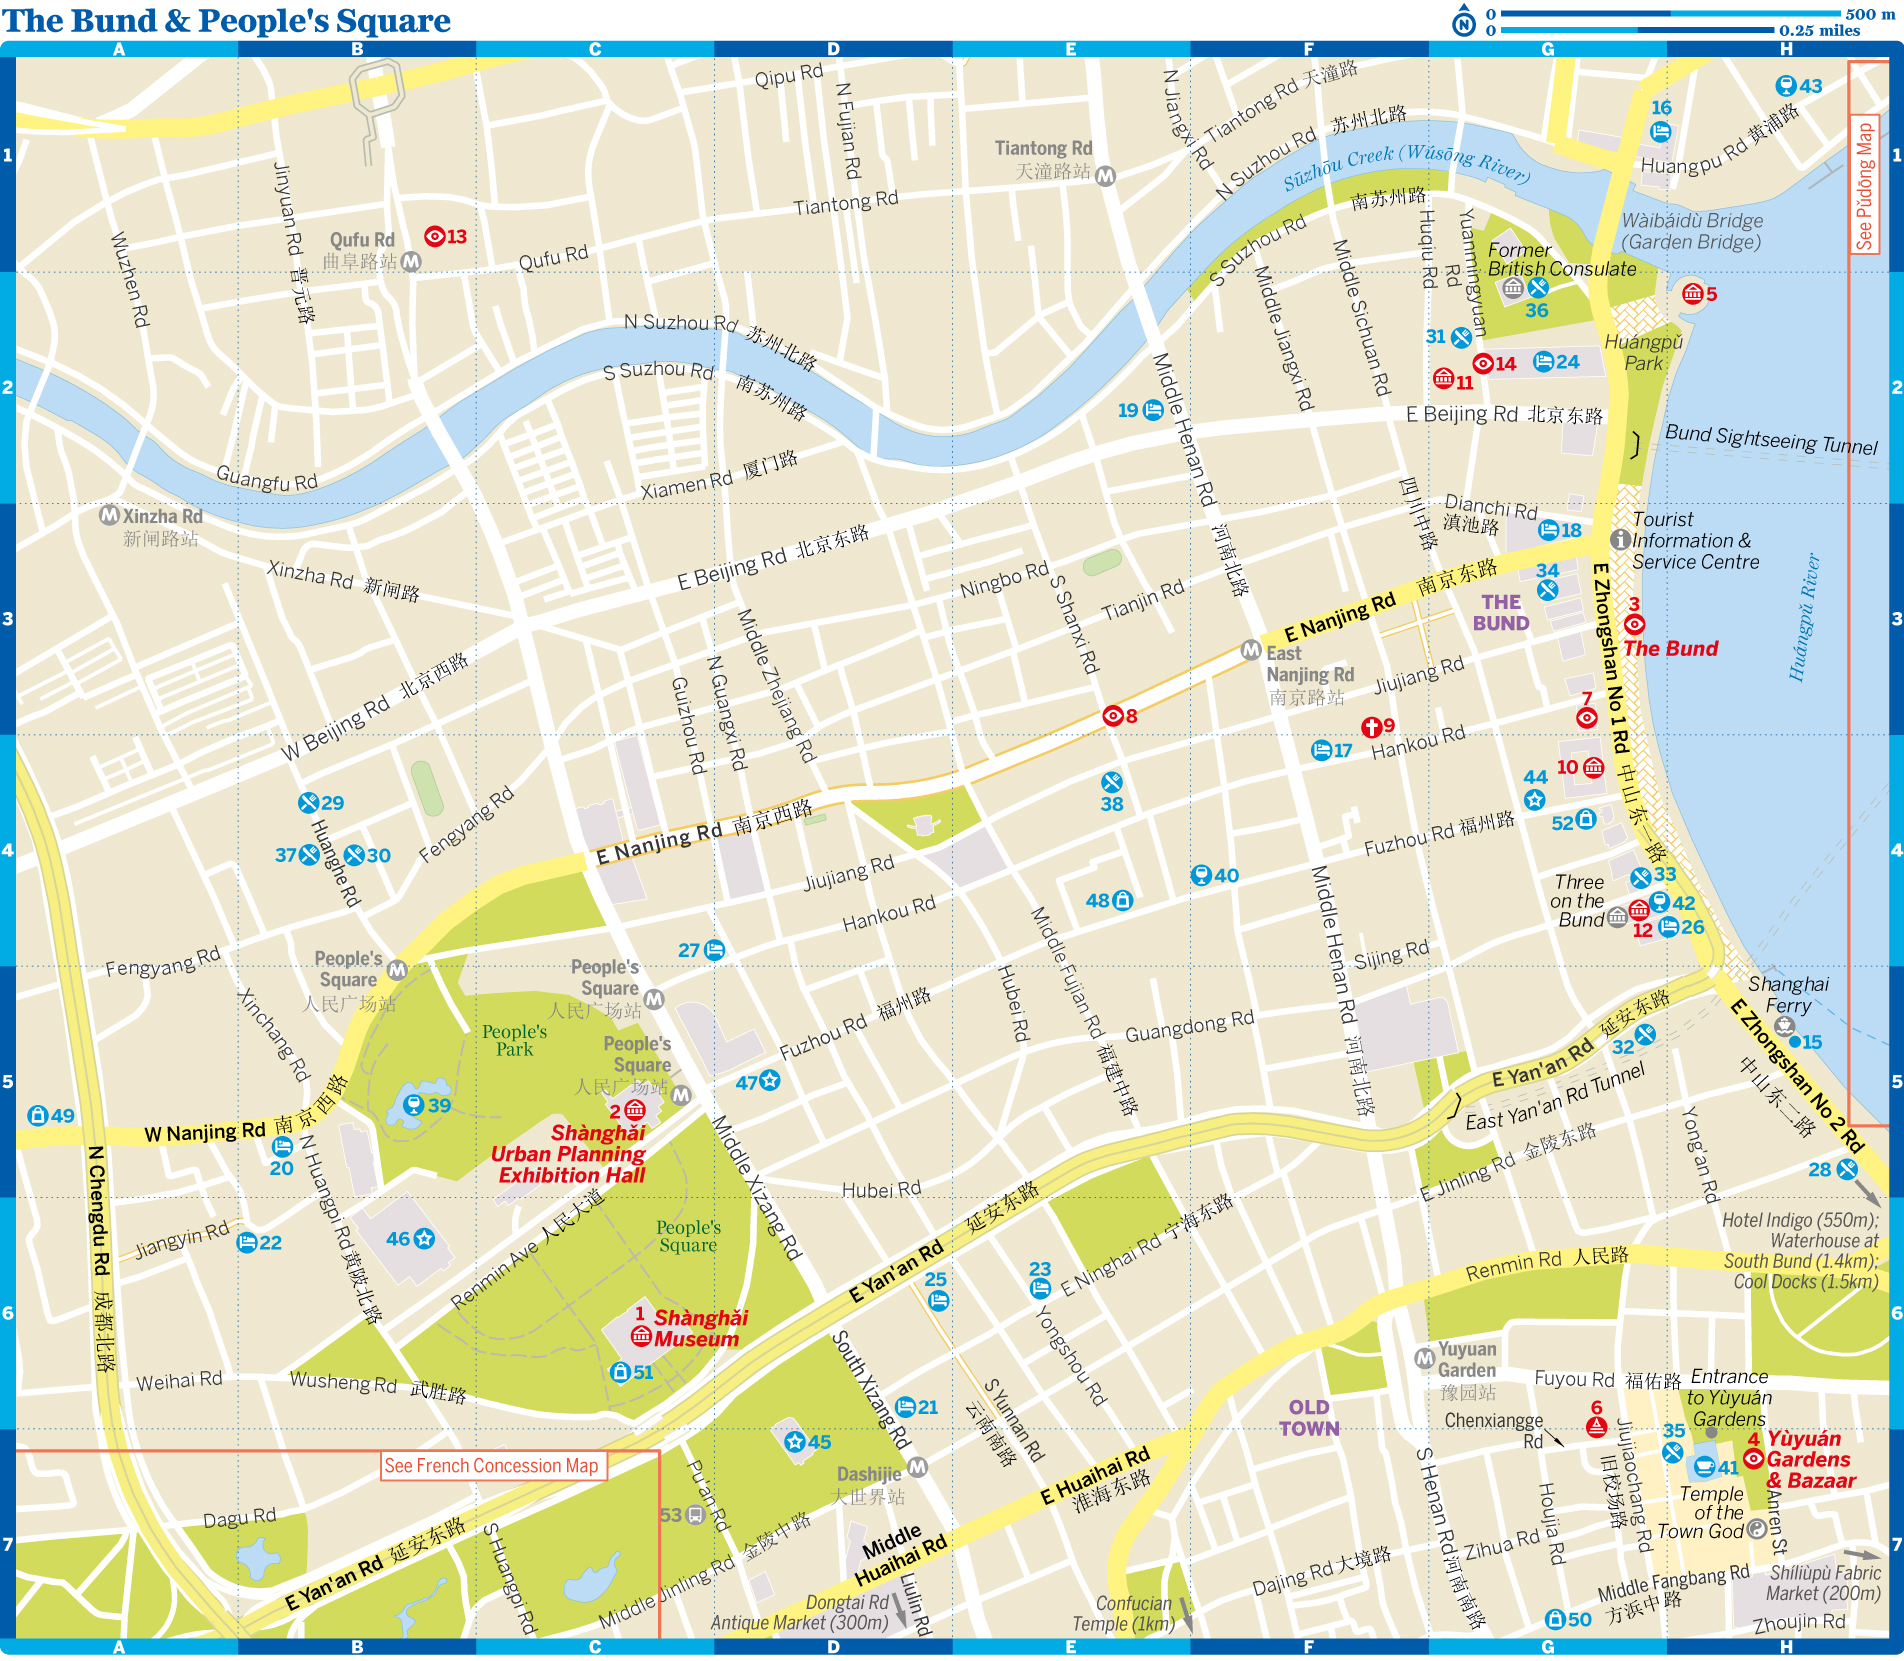 The Bund & People's Square
N
0 500 m
0 0.25 miles
A B C D E F G H
1
2
3
4
5
6
7
Qipu Rd
N Fujian Rd
N Jiangxi Rd
Tiantong Rd 天潼路
43
16
Huangpu Rd 黄浦路
See Pǔdōng Map
Jinyuan Rd 晋元路
Wuzhen Rd
Qufu Rd
曲阜路站
13
Qufu Rd
Tiantong Rd
Tiantong Rd
天潼路站
N Suzhou Rd 苏州北路
Sūzhōu Creek (Wúsōng River)
S Suzhou Rd
南苏州路
Huqiu Rd
Yuanmingyuan Rd
Wàibáidù Bridge
(Garden Bridge)
Former
British Consulate
36
5
31
14
24
11
Huángpǔ
Park
Middle Jiangxi Rd
Middle Sichuan Rd
四川中路
N Suzhou Rd 苏州北路
S Suzhou Rd 南苏州路
19
Middle Henan Rd 河南北路
E Beijing Rd 北京东路
Bund Sightseeing Tunnel
Guangfu Rd
Xiamen Rd 厦门路
Xinzha Rd
新闸路站
Xinzha Rd 新闸路
E Beijing Rd 北京东路
Ningbo Rd
S Shanxi Rd
Tianjin Rd
Dianchi Rd
滇池路
18
34
Tourist
Information &
Service Centre
E Nanjing Rd 南京东路
THE
BUND
3
The Bund
Huángpǔ River
E Zhongshan No 1 Rd 中山东一路
East
Nanjing Rd
南京路站
Jiujiang Rd
7
8
9
17
Hankou Rd
10
W Beijing Rd 北京西路
Guizhou Rd
N Guangxi Rd
Middle Zhejiang Rd
29
37
30
Huanghe Rd
Fengyang Rd
E Nanjing Rd 南京西路
38
44
52
Fuzhou Rd 福州路
Jiujiang Rd
Hankou Rd
48
40
33
Three
on the
Bund
42
12
26
Middle Henan Rd 河南北路
Sijing Rd
Fengyang Rd
People's
Square
人民广场站
People's
Square
人民广场站
27
Xinchang Rd
People's
Park
People's
Square
人民广场站
Fuzhou Rd 福州路
Hubei Rd
Middle Fujian Rd 福建中路
Guangdong Rd
Shanghai
Ferry
15
32
E Yan'an Rd 延安东路
East Yan'an Rd Tunnel
E Zhongshan No 2 Rd
中山东二路
47
49
39
2
Shànghǎi
Urban Planning
Exhibition Hall
W Nanjing Rd 南京西路
20
N Chengdu Rd 成都北路
N Huangpi Rd 黄陂北路
Middle Xizang Rd
Hubei Rd
E Jinling Rd 金陵东路
Yong'an Rd
28
Hotel Indigo (550m);
Waterhouse at
South Bund (1.4km);
Cool Docks (1.5km)
Jiangyin Rd
22
46
Renmin Ave 人民大道
People's
Square
E Yan'an Rd 延安东路
25
23
E Ninghai Rd 宁海东路
Renmin Rd 人民路
1
Shànghǎi
Museum
51
Weihai Rd
Wusheng Rd 武胜路
South Xizang Rd
21
Yongshou Rd
S Yunnan Rd
云南南路
Yuyuan
Garden
豫园站
OLD
TOWN
Fuyou Rd 福佑路
Entrance
to Yùyuán
Gardens
Chenxiangge
Rd
6
35
4
Yùyuán
Gardens
& Bazaar
41
See French Concession Map
45
Dashijie
大世界站
53
Pu'an Rd
E Huaihai Rd
淮海东路
S Henan Rd 河南南路
Jiujiaochang Rd
旧校场路
Houjia Rd
Temple
of the
Town God
Anren St
Dagu Rd
E Yan'an Rd 延安东路
S Huangpi Rd
Middle Jinling Rd 金陵中路
Middle
Huaihai Rd
Liulin Rd
Zihua Rd
Dajing Rd 大境路
Shíliùpù Fabric
Market (200m)
Middle Fangbang Rd
方浜中路
50
Zhoujin Rd
Dongtai Rd
Antique Market (300m)
Confucian
Temple (1km)
A B C D E F G H